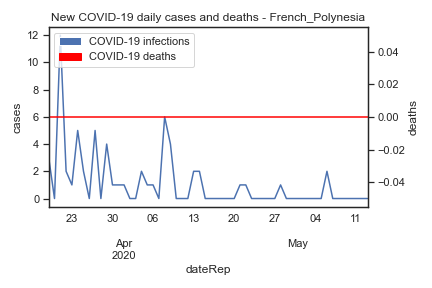 New COVID-19 daily cases and deaths - French_Polynesia
COVID-19 infections
COVID-19 deaths
12
10
8
6
4
2
0
cases
0.04
0.02
0.00
−0.02
−0.04
deaths
23 30 06 13 20 27 04 11
Apr May
2020
dateRep